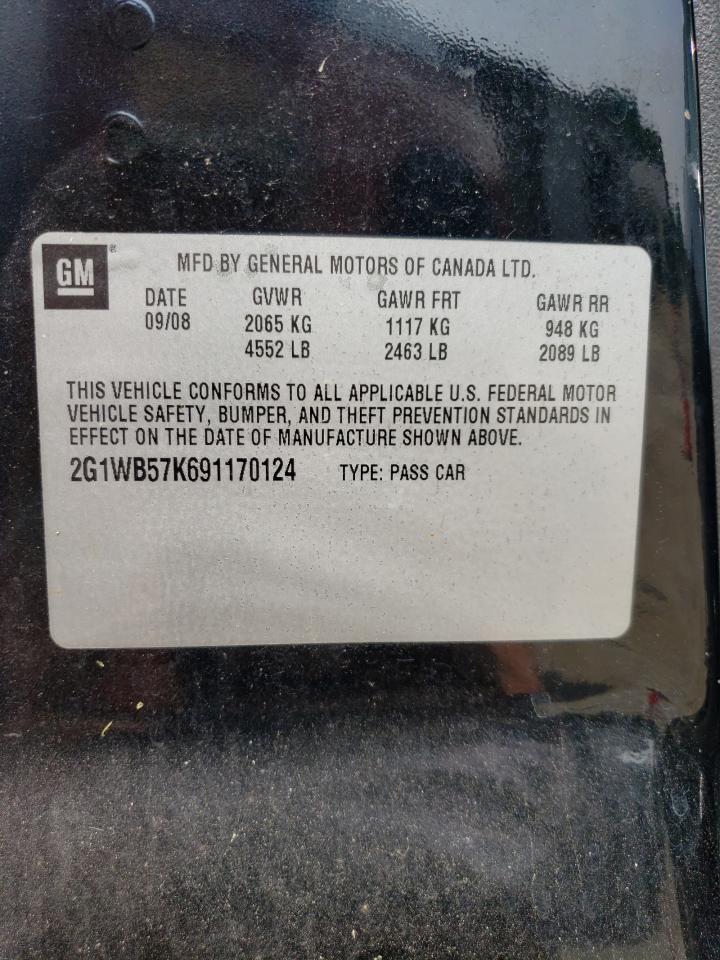 GM®
MFD BY GENERAL MOTORS OF CANADA LTD.
DATE GVWR GAWR FRT GAWR RR
09/08 2065 KG 1117 KG 948 KG
4552 LB 2463 LB 2089 LB
THIS VEHICLE CONFORMS TO ALL APPLICABLE U.S. FEDERAL MOTOR
VEHICLE SAFETY, BUMPER, AND THEFT PREVENTION STANDARDS IN
EFFECT ON THE DATE OF MANUFACTURE SHOWN ABOVE.
2G1WB57K691170124 TYPE: PASS CAR